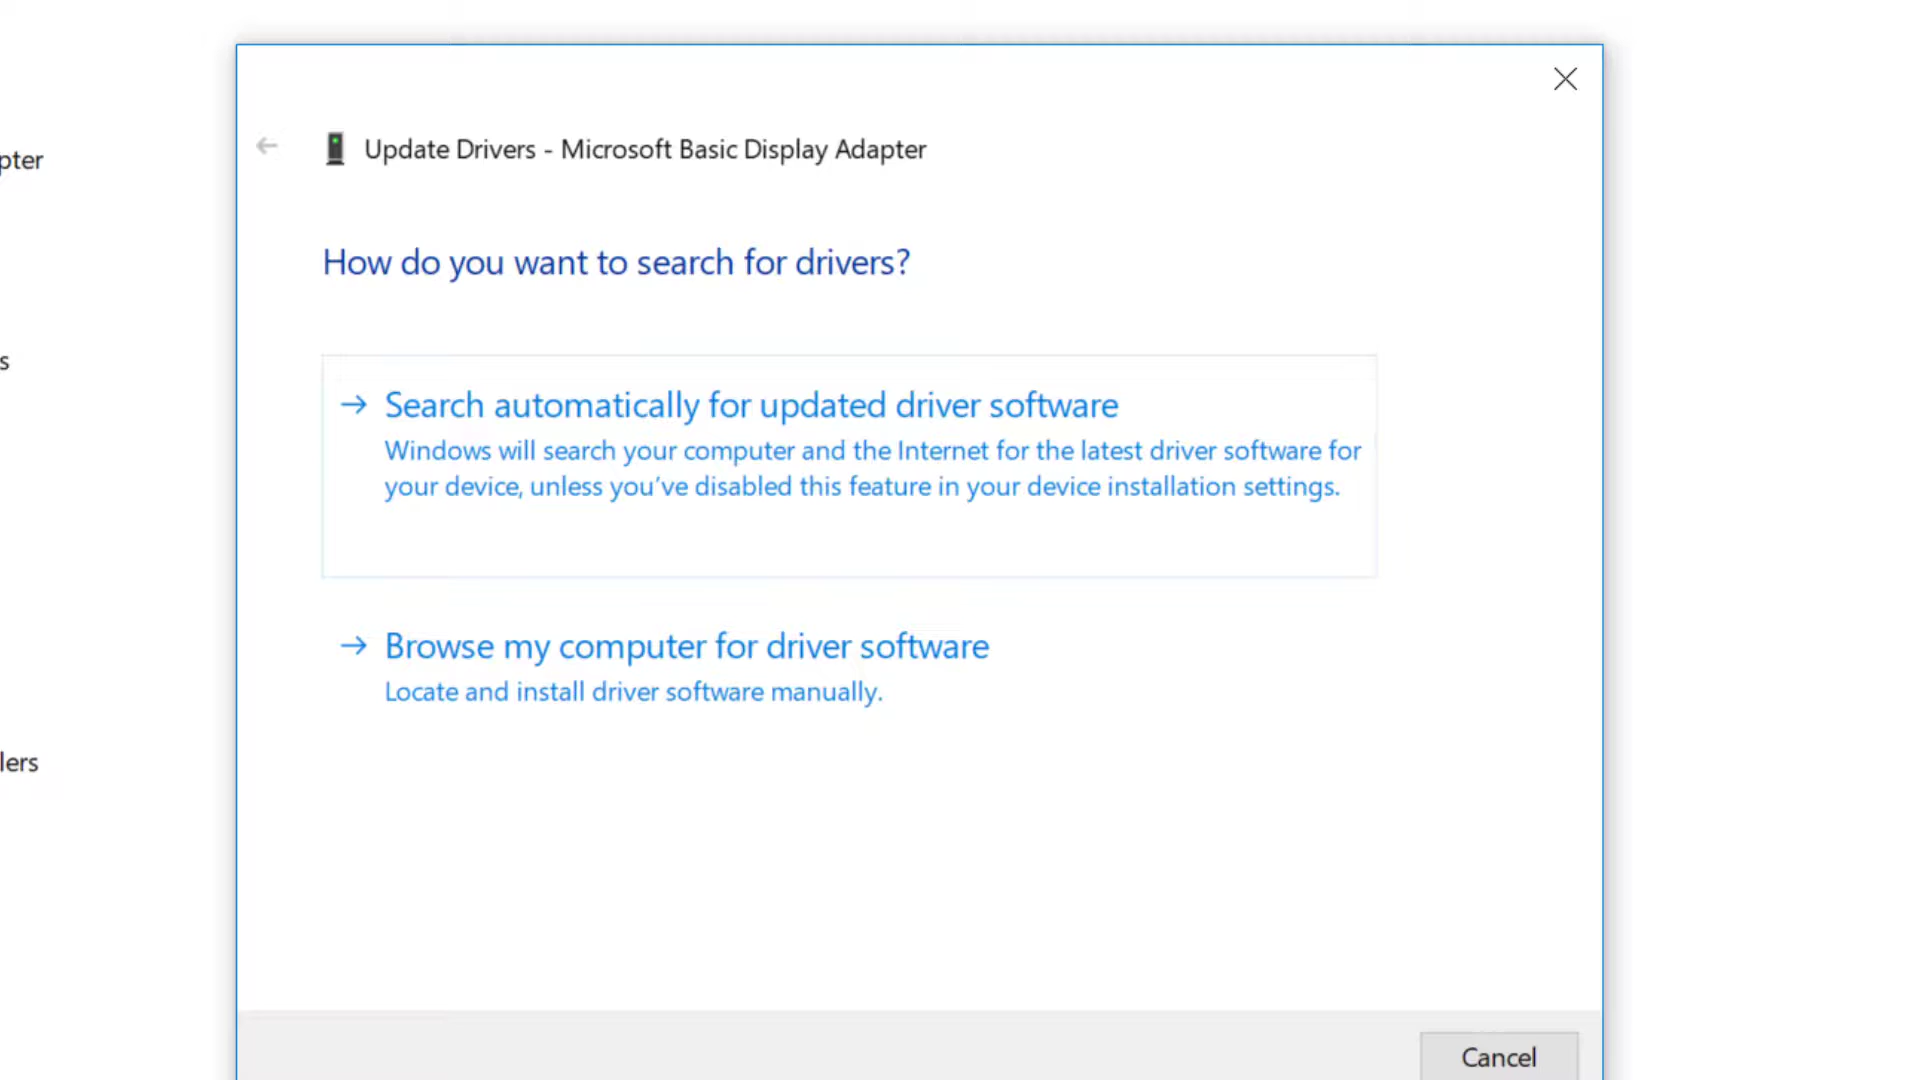 pter
s
lers
Update Drivers - Microsoft Basic Display Adapter
How do you want to search for drivers?
Search automatically for updated driver software
Windows will search your computer and the Internet for the latest driver software for
your device, unless you've disabled this feature in your device installation settings.
Browse my computer for driver software
Locate and install driver software manually.
Cancel